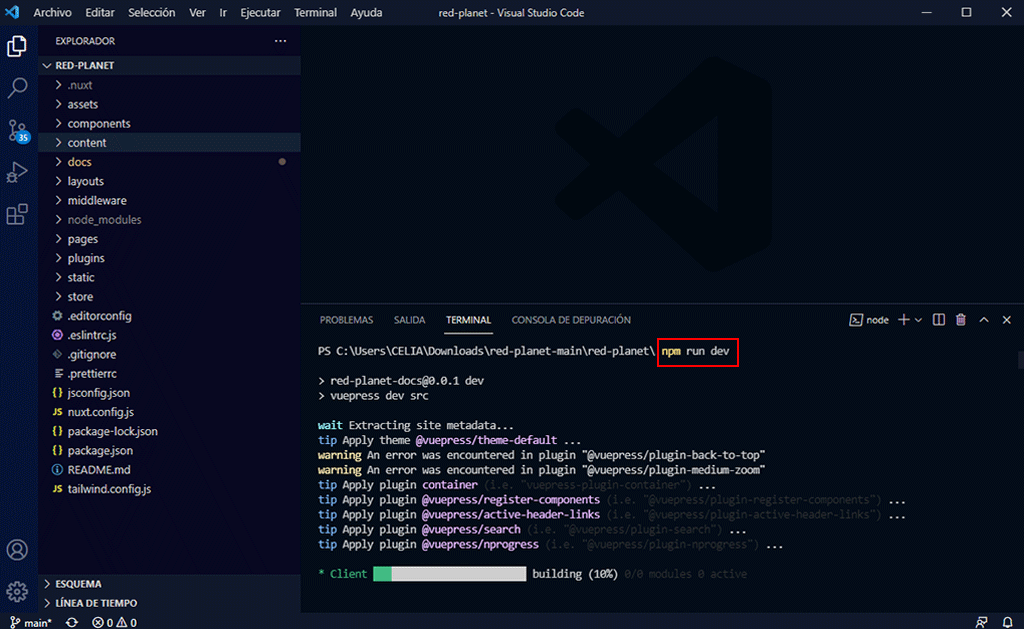 Archivo Editar Selección Ver Ir Ejecutar Terminal Ayuda red-planet - Visual Studio Code
EXPLORADOR
RED-PLANET
.nuxt
assets
components
content
docs
layouts
middleware
node_modules
pages
plugins
static
store
.editorconfig
.eslintrc.js
.gitignore
.prettierrc
{} jsconfig.json
JS nuxt.config.js
{} package-lock.json
{} package.json
README.md
JS tailwind.config.js
35
ESQUEMA
LÍNEA DE TIEMPO
PROBLEMAS SALIDA TERMINAL CONSOLA DE DEPURACIÓN node
PS C:\Users\CELIA\Downloads\red-planet-main\red-planet\ npm run dev
> red-planet-docs@0.0.1 dev
> vuepress dev src
wait Extracting site metadata...
tip Apply theme @vuepress/theme-default ...
warning An error was encountered in plugin "@vuepress/plugin-back-to-top"
warning An error was encountered in plugin "@vuepress/plugin-medium-zoom"
tip Apply plugin container (i.e. "vuepress-plugin-container") ...
tip Apply plugin @vuepress/register-components (i.e. "@vuepress/plugin-register-components") ...
tip Apply plugin @vuepress/active-header-links (i.e. "@vuepress/plugin-active-header-links") ...
tip Apply plugin @vuepress/search (i.e. "@vuepress/plugin-search") ...
tip Apply plugin @vuepress/nprogress (i.e. "@vuepress/plugin-nprogress") ...
* Client building (10%) 0/0 modules 0 active
main* 0 0